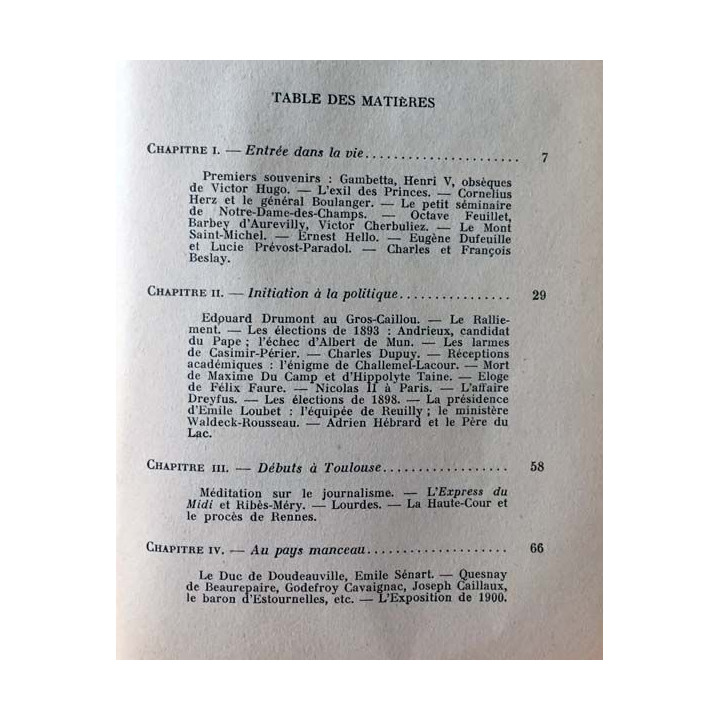 TABLE DES MATIÈRES
CHAPITRE I. — Entrée dans la vie....................... 7
Premiers souvenirs : Gambetta, Henri V, obsèques
de Victor Hugo. — L'exil des Princes. — Cornelius
Herz et le général Boulanger. — Le petit séminaire
de Notre-Dame-des-Champs. — Octave Feuillet,
Barbey d'Aurevilly, Victor Cherbuliez. — Le Mont
Saint-Michel. — Ernest Hello. — Eugène Dufeuille
et Lucie Prévost-Paradol. — Charles et François
Beslay.
CHAPITRE II. — Initiation à la politique................. 29
Edouard Drumont au Gros-Caillou. — Le Rallie-
ment. — Les élections de 1893 : Andrieux, candidat
du Pape ; l'échec d'Albert de Mun. — Les larmes
de Casimir-Périer. — Charles Dupuy. — Réceptions
académiques : l'énigme de Challemel-Lacour. — Mort
de Maxime Du Camp et d'Hippolyte Taine. — Eloge
de Félix Faure. — Nicolas II à Paris. — L'affaire
Dreyfus. — Les élections de 1898. — La présidence
d'Emile Loubet : l'équipée de Reuilly ; le ministère
Waldeck-Rousseau. — Adrien Hébrard et le Père du
Lac.
CHAPITRE III. — Débuts à Toulouse................... 58
Méditation sur le journalisme. — L'Express du
Midi et Ribès-Méry. — Lourdes. — La Haute-Cour et
le procès de Rennes.
CHAPITRE IV. — Au pays manceau..................... 66
Le Duc de Doudeauville, Emile Sénart. — Quesnay
de Beaurepaire, Godefroy Cavaignac, Joseph Caillaux,
le baron d'Estournelles, etc. — L'Exposition de 1900.